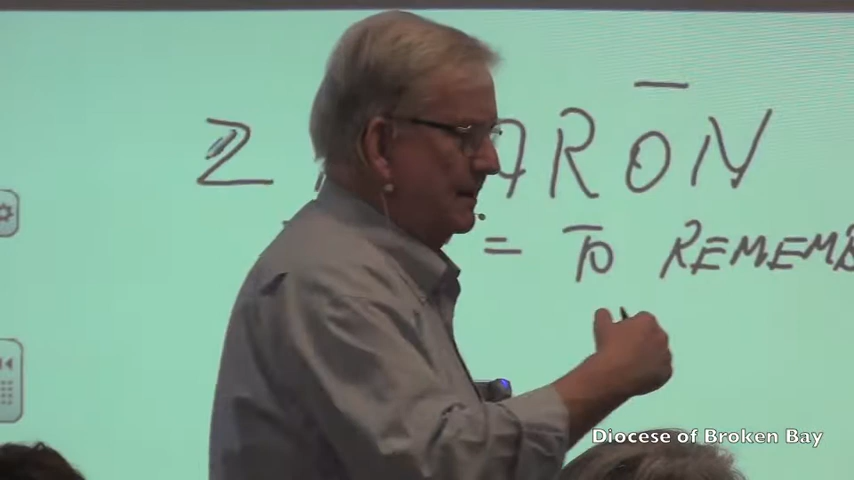 Z ARŌN
= TO REMEMB
Diocese of Broken Bay